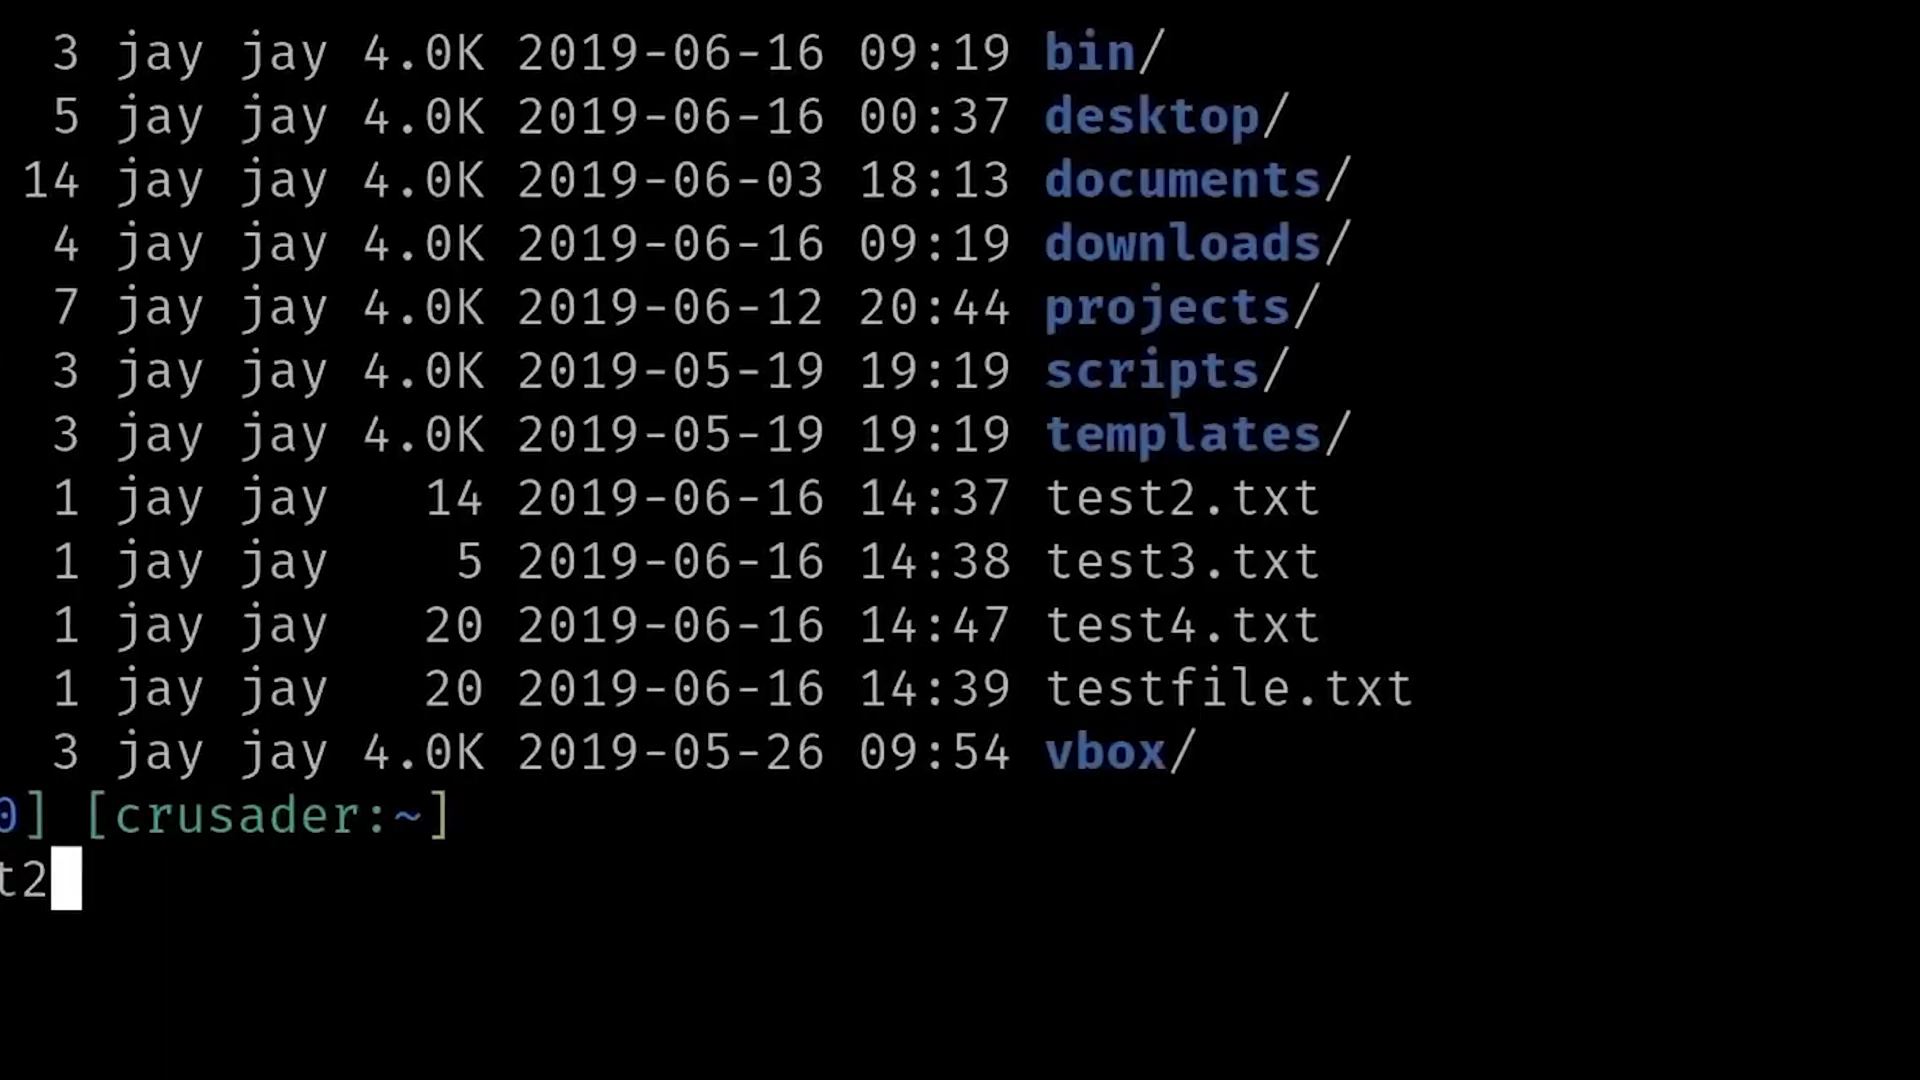 3 jay jay 4.0K 2019-06-16 09:19 bin/
5 jay jay 4.0K 2019-06-16 00:37 desktop/
14 jay jay 4.0K 2019-06-03 18:13 documents/
4 jay jay 4.0K 2019-06-16 09:19 downloads/
7 jay jay 4.0K 2019-06-12 20:44 projects/
3 jay jay 4.0K 2019-05-19 19:19 scripts/
3 jay jay 4.0K 2019-05-19 19:19 templates/
1 jay jay 14 2019-06-16 14:37 test2.txt
1 jay jay 5 2019-06-16 14:38 test3.txt
1 jay jay 20 2019-06-16 14:47 test4.txt
1 jay jay 20 2019-06-16 14:39 testfile.txt
3 jay jay 4.0K 2019-05-26 09:54 vbox/
0] [crusader:~]
t2